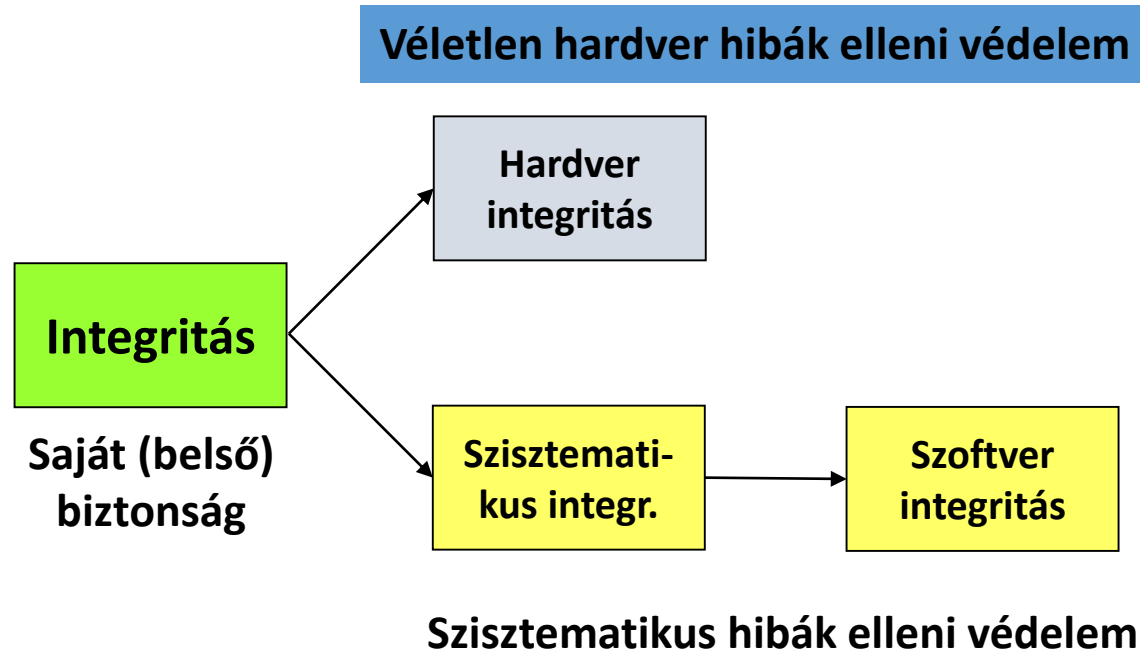 Véletlen hardver hibák elleni védelem
Hardver
integritás
Integritás
Saját (belső)
biztonság
Szisztemati-
kus integr.
Szoftver
integritás
Szisztematikus hibák elleni védelem